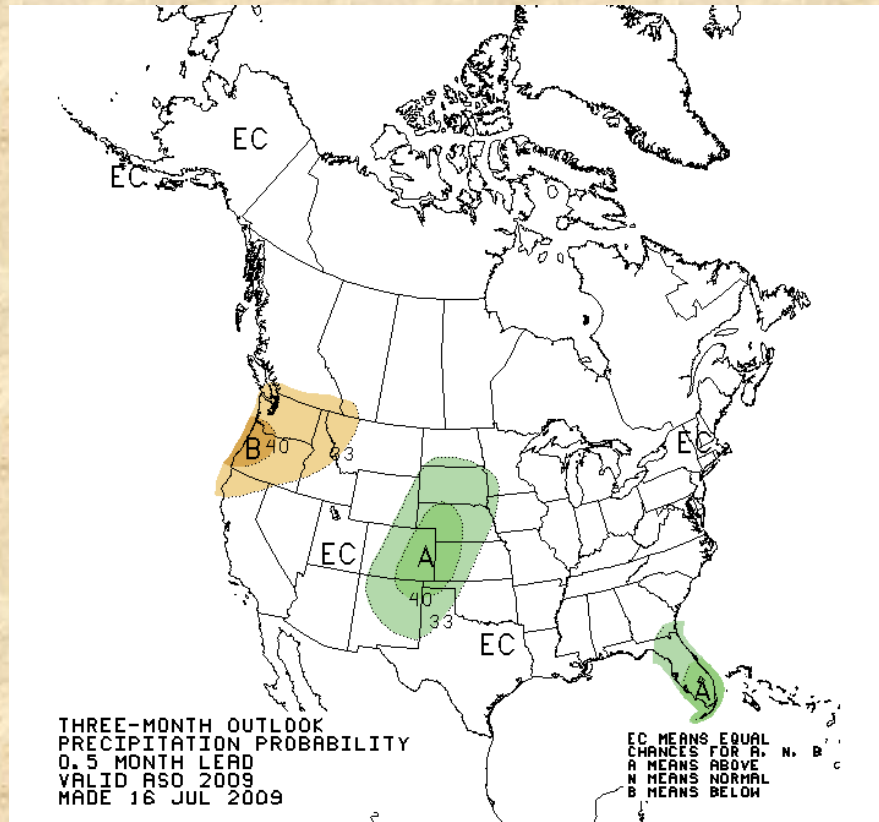 EC
EC
B 40
33
EC
EC
A
40
33
EC
A
THREE-MONTH OUTLOOK
PRECIPITATION PROBABILITY
0.5 MONTH LEAD
VALID ASO 2009
MADE 16 JUL 2009
EC MEANS EQUAL
CHANCES FOR A, N, B
A MEANS ABOVE
N MEANS NORMAL
B MEANS BELOW